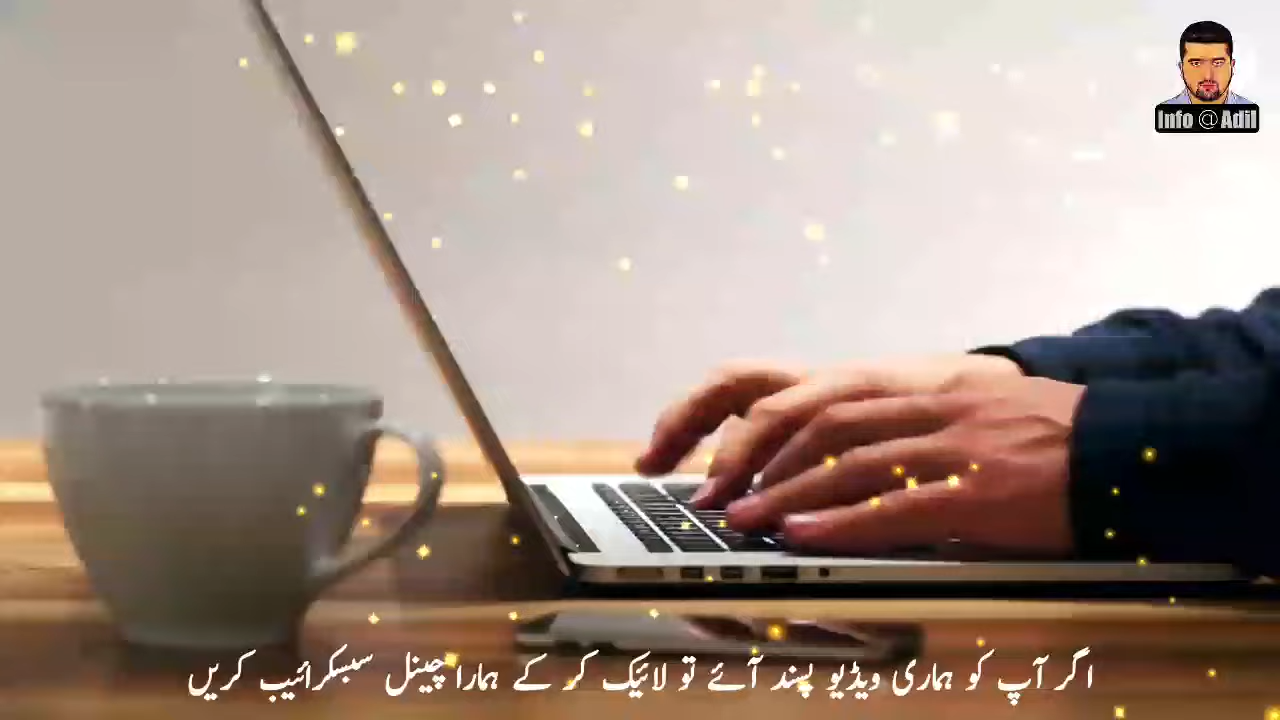 Info @ Adil
اگر آپ کو ہماری ویڈیو پسند آئے تو لائیک کر کے ہمارا چینل سبسکرائیب کریں